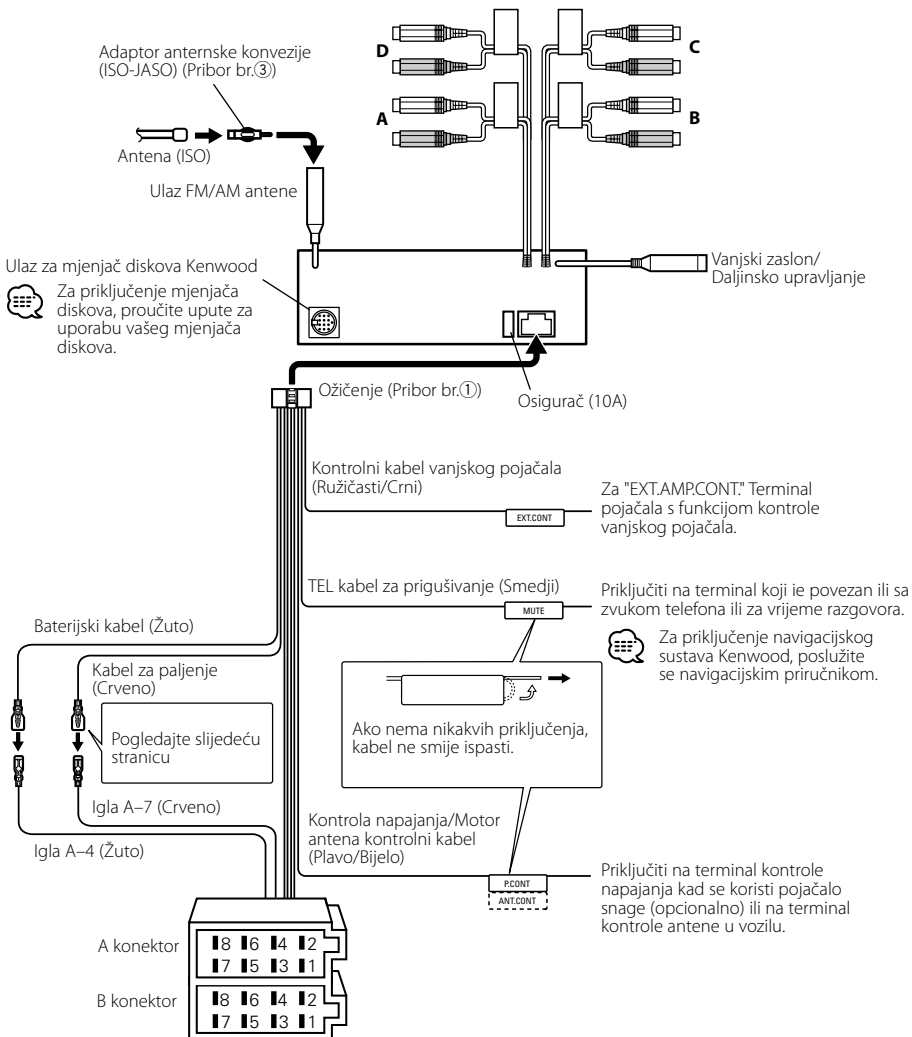 D
C
A
B
Adaptor anternske konvezije
(ISO-JASO) (Pribor br.③)
Antena (ISO)
Ulaz FM/AM antene
Ulaz za mjenjač diskova Kenwood
Za priključenje mjenjača
diskova, proučite upute za
uporabu vašeg mjenjača
diskova.
Vanjski zaslon/
Daljinsko upravljanje
Ožičenje (Pribor br.①)
Osigurač (10A)
Kontrolni kabel vanjskog pojačala
(Ružičasti/Crni)
EXT.CONT
Za "EXT.AMP.CONT." Terminal
pojačala s funkcijom kontrole
vanjskog pojačala.
TEL kabel za prigušivanje (Smedji)
MUTE
Priključiti na terminal koji ie povezan ili sa
zvukom telefona ili za vrijeme razgovora.
Za priključenje navigacijskog
sustava Kenwood, poslužite
se navigacijskim priručnikom.
Baterijski kabel (Žuto)
Kabel za paljenje
(Crveno)
Pogledajte slijedeću
stranicu
Ako nema nikakvih priključenja,
kabel ne smije ispasti.
Igla A–7 (Crveno)
Igla A–4 (Žuto)
Kontrola napajanja/Motor
antena kontrolni kabel
(Plavo/Bijelo)
P.CONT
ANT.CONT
Priključiti na terminal kontrole
napajanja kad se koristi pojačalo
snage (opcionalno) ili na terminal
kontrole antene u vozilu.
A konektor
8 6 4 2
7 5 3 1
B konektor
8 6 4 2
7 5 3 1